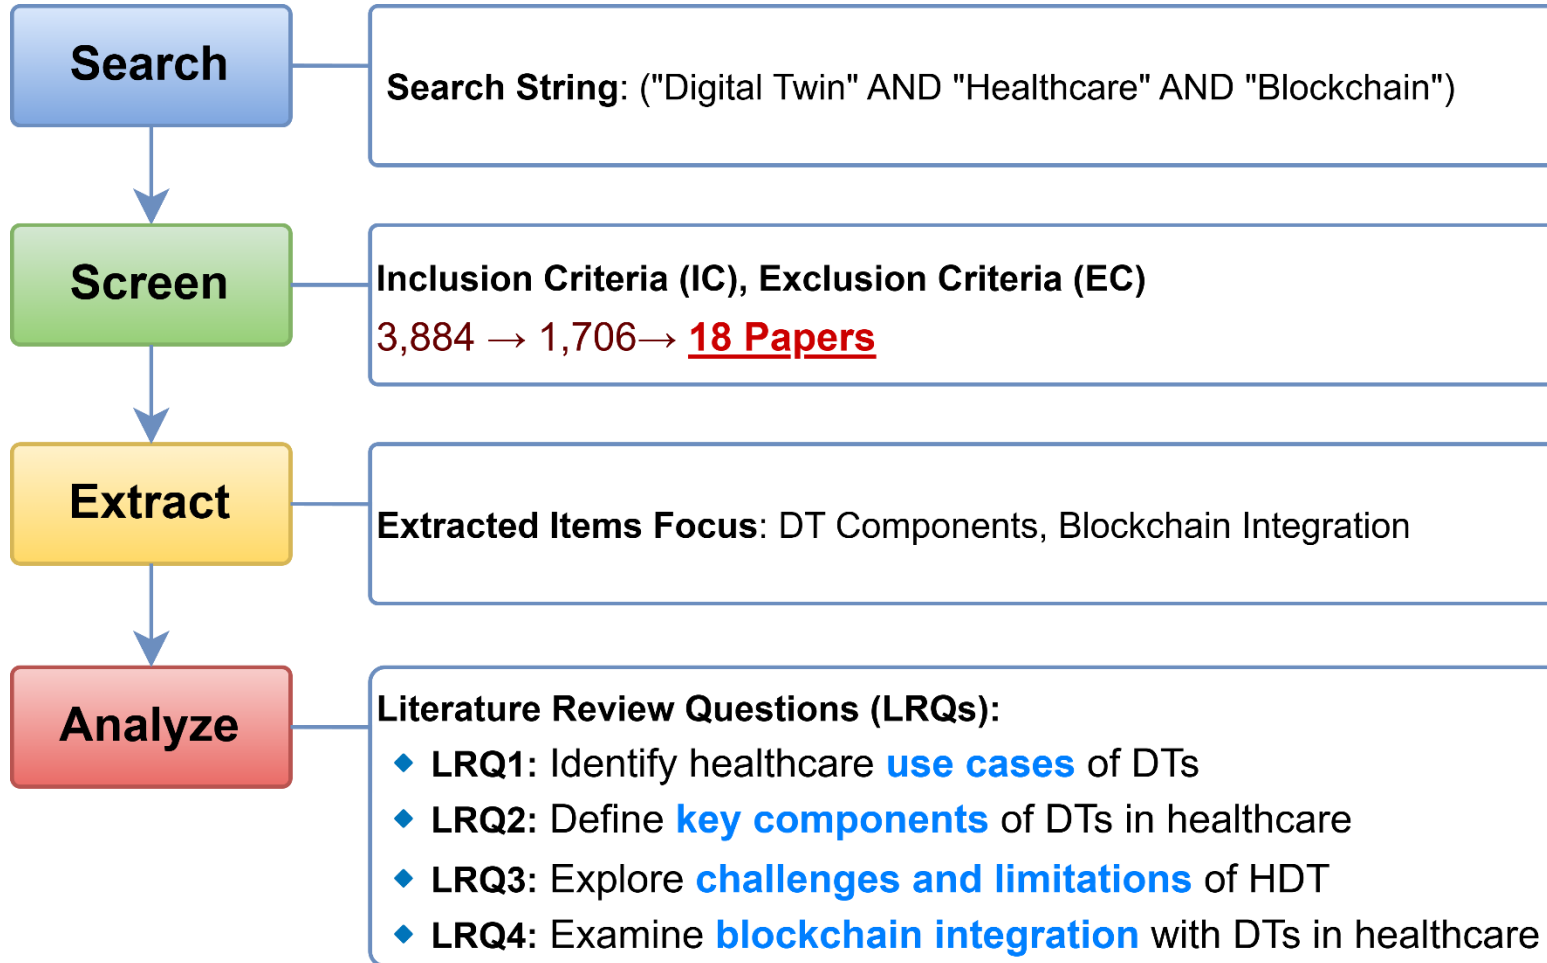 Search
Search String: ("Digital Twin" AND "Healthcare" AND "Blockchain")
Screen
Inclusion Criteria (IC), Exclusion Criteria (EC)
3,884 → 1,706→ 18 Papers
Extract
Extracted Items Focus: DT Components, Blockchain Integration
Analyze
Literature Review Questions (LRQs):
LRQ1: Identify healthcare use cases of DTs
LRQ2: Define key components of DTs in healthcare
LRQ3: Explore challenges and limitations of HDT
LRQ4: Examine blockchain integration with DTs in healthcare